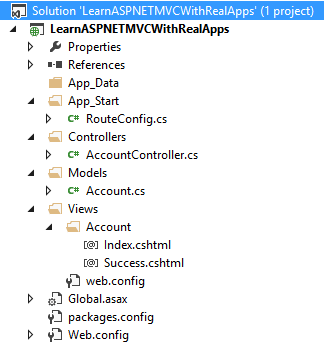 Solution 'LearnASPNETMVCWithRealApps' (1 project)
LearnASPNETMVCWithRealApps
Properties
References
App_Data
App_Start
C# RouteConfig.cs
Controllers
C# AccountController.cs
Models
C# Account.cs
Views
Account
[@] Index.cshtml
[@] Success.cshtml
web.config
Global.asax
packages.config
Web.config